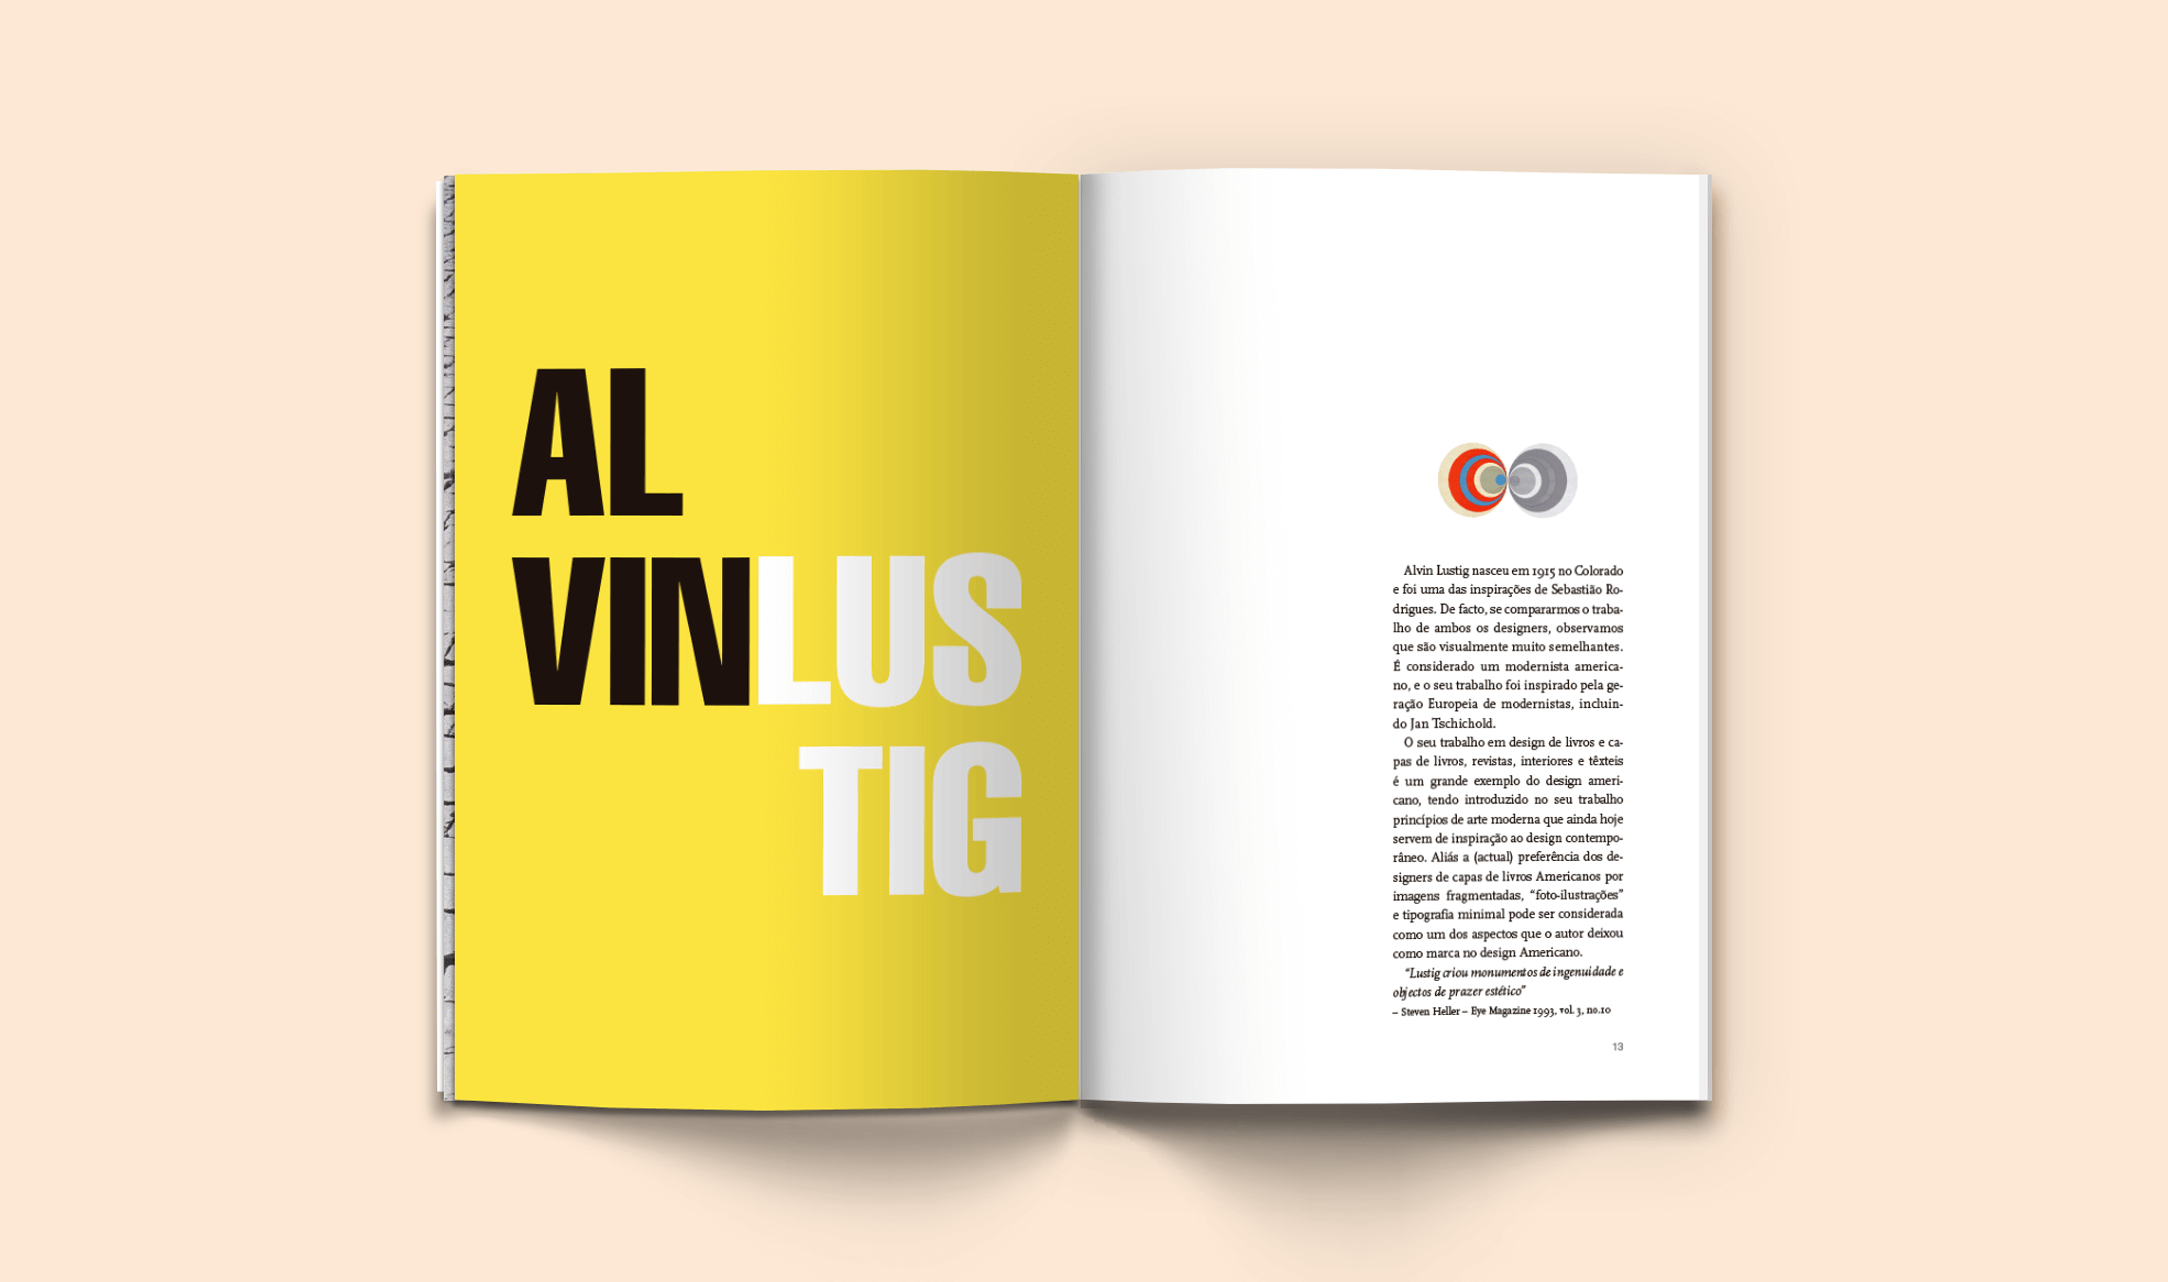 AL
VINLUS
TIG
Alvin Lustig nasceu em 1915 no Colorado
e foi uma das inspirações de Sebastião Ro-
drigues. De facto, se compararmos o traba-
lho de ambos os designers, observamos
que são visualmente muito semelhantes.
É considerado um modernista america-
no, e o seu trabalho foi inspirado pela ge-
ração Europeia de modernistas, incluin-
do Jan Tschichold.
O seu trabalho em design de livros e ca-
pas de livros, revistas, interiores e têxteis
é um grande exemplo do design ameri-
cano, tendo introduzido no seu trabalho
princípios de arte moderna que ainda hoje
servem de inspiração ao design contempo-
râneo. Aliás a (actual) preferência dos de-
signers de capas de livros Americanos por
imagens fragmentadas, “foto-ilustrações”
e tipografia minimal pode ser considerada
como um dos aspectos que o autor deixou
como marca no design Americano.
“Lustig criou monumentos de ingenuidade e
objectos de prazer estético”
– Steven Heller – Eye Magazine 1993, vol. 3, no.10
13